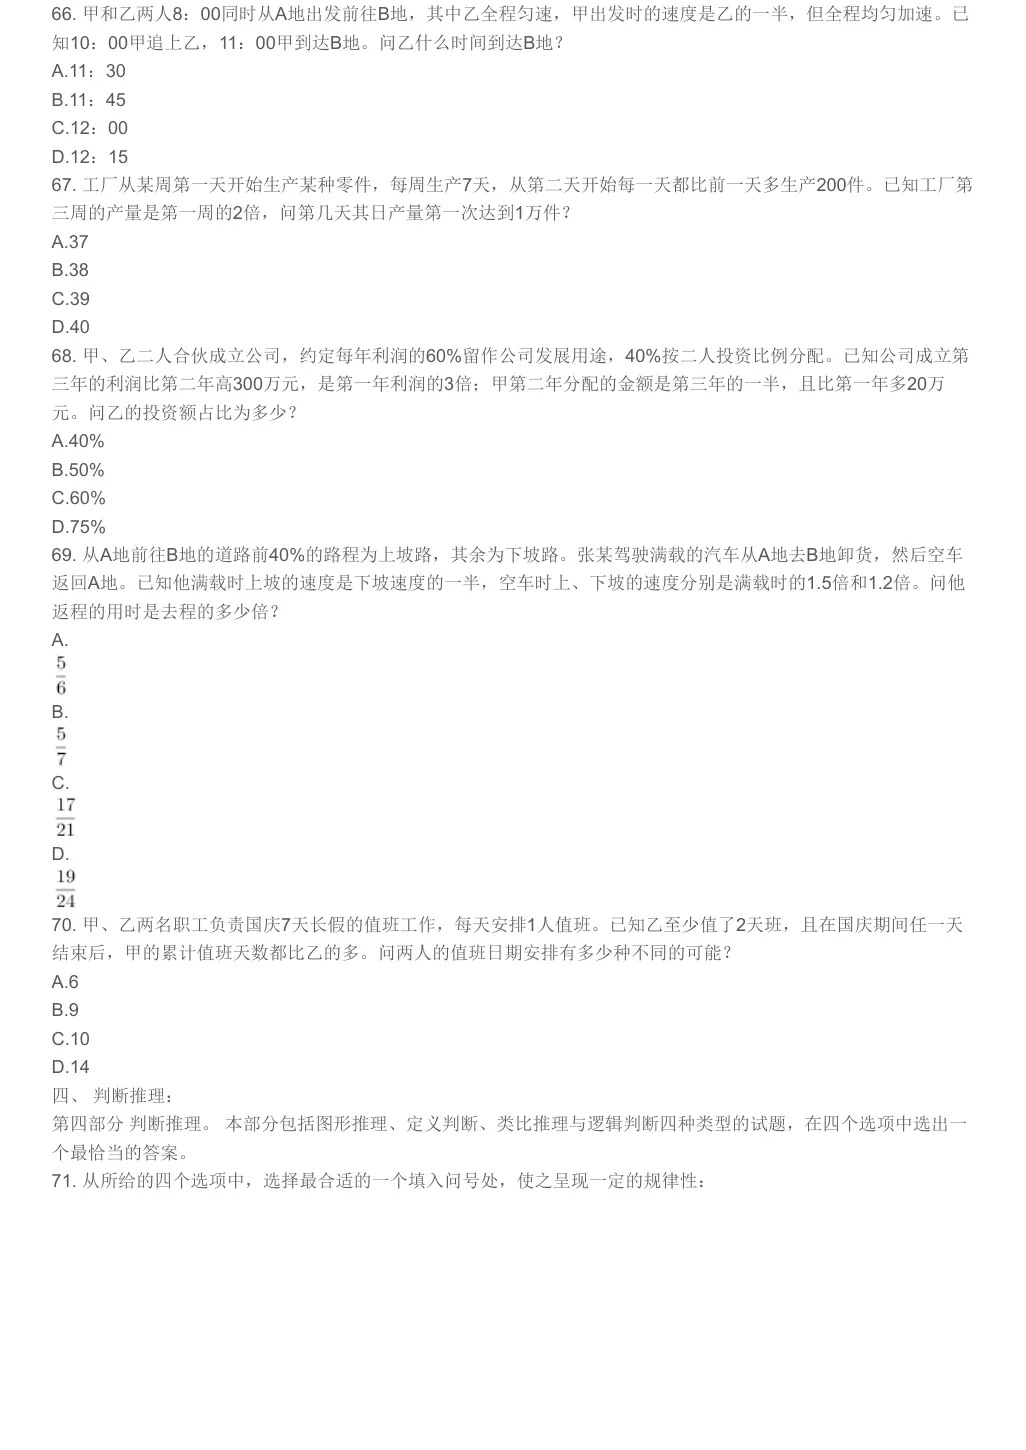 66. 甲和乙两人8：00同时从A地出发前往B地，其中乙全程匀速，甲出发时的速度是乙的一半，但全程均匀加速。已
知10：00甲追上乙，11：00甲到达B地。问乙什么时间到达B地？
A.11：30
B.11：45
C.12：00
D.12：15
67. 工厂从某周第一天开始生产某种零件，每周生产7天，从第二天开始每一天都比前一天多生产200件。已知工厂第
三周的产量是第一周的2倍，问第几天其日产量第一次达到1万件？
A.37
B.38
C.39
D.40
68. 甲、乙二人合伙成立公司，约定每年利润的60%留作公司发展用途，40%按二人投资比例分配。已知公司成立第
三年的利润比第二年高300万元，是第一年利润的3倍；甲第二年分配的金额是第三年的一半，且比第一年多20万
元。问乙的投资额占比为多少？
A.40%
B.50%
C.60%
D.75%
69. 从A地前往B地的道路前40%的路程为上坡路，其余为下坡路。张某驾驶满载的汽车从A地去B地卸货，然后空车
返回A地。已知他满载时上坡的速度是下坡速度的一半，空车时上、下坡的速度分别是满载时的1.5倍和1.2倍。问他
返程的用时是去程的多少倍？
A.
5
6
B.
5
7
C.
17
21
D.
19
24
70. 甲、乙两名职工负责国庆7天长假的值班工作，每天安排1人值班。已知乙至少值了2天班，且在国庆期间任一天
结束后，甲的累计值班天数都比乙的多。问两人的值班日期安排有多少种不同的可能？
A.6
B.9
C.10
D.14
四、 判断推理：
第四部分 判断推理。 本部分包括图形推理、定义判断、类比推理与逻辑判断四种类型的试题，在四个选项中选出一
个最恰当的答案。
71. 从所给的四个选项中，选择最合适的一个填入问号处，使之呈现一定的规律性：